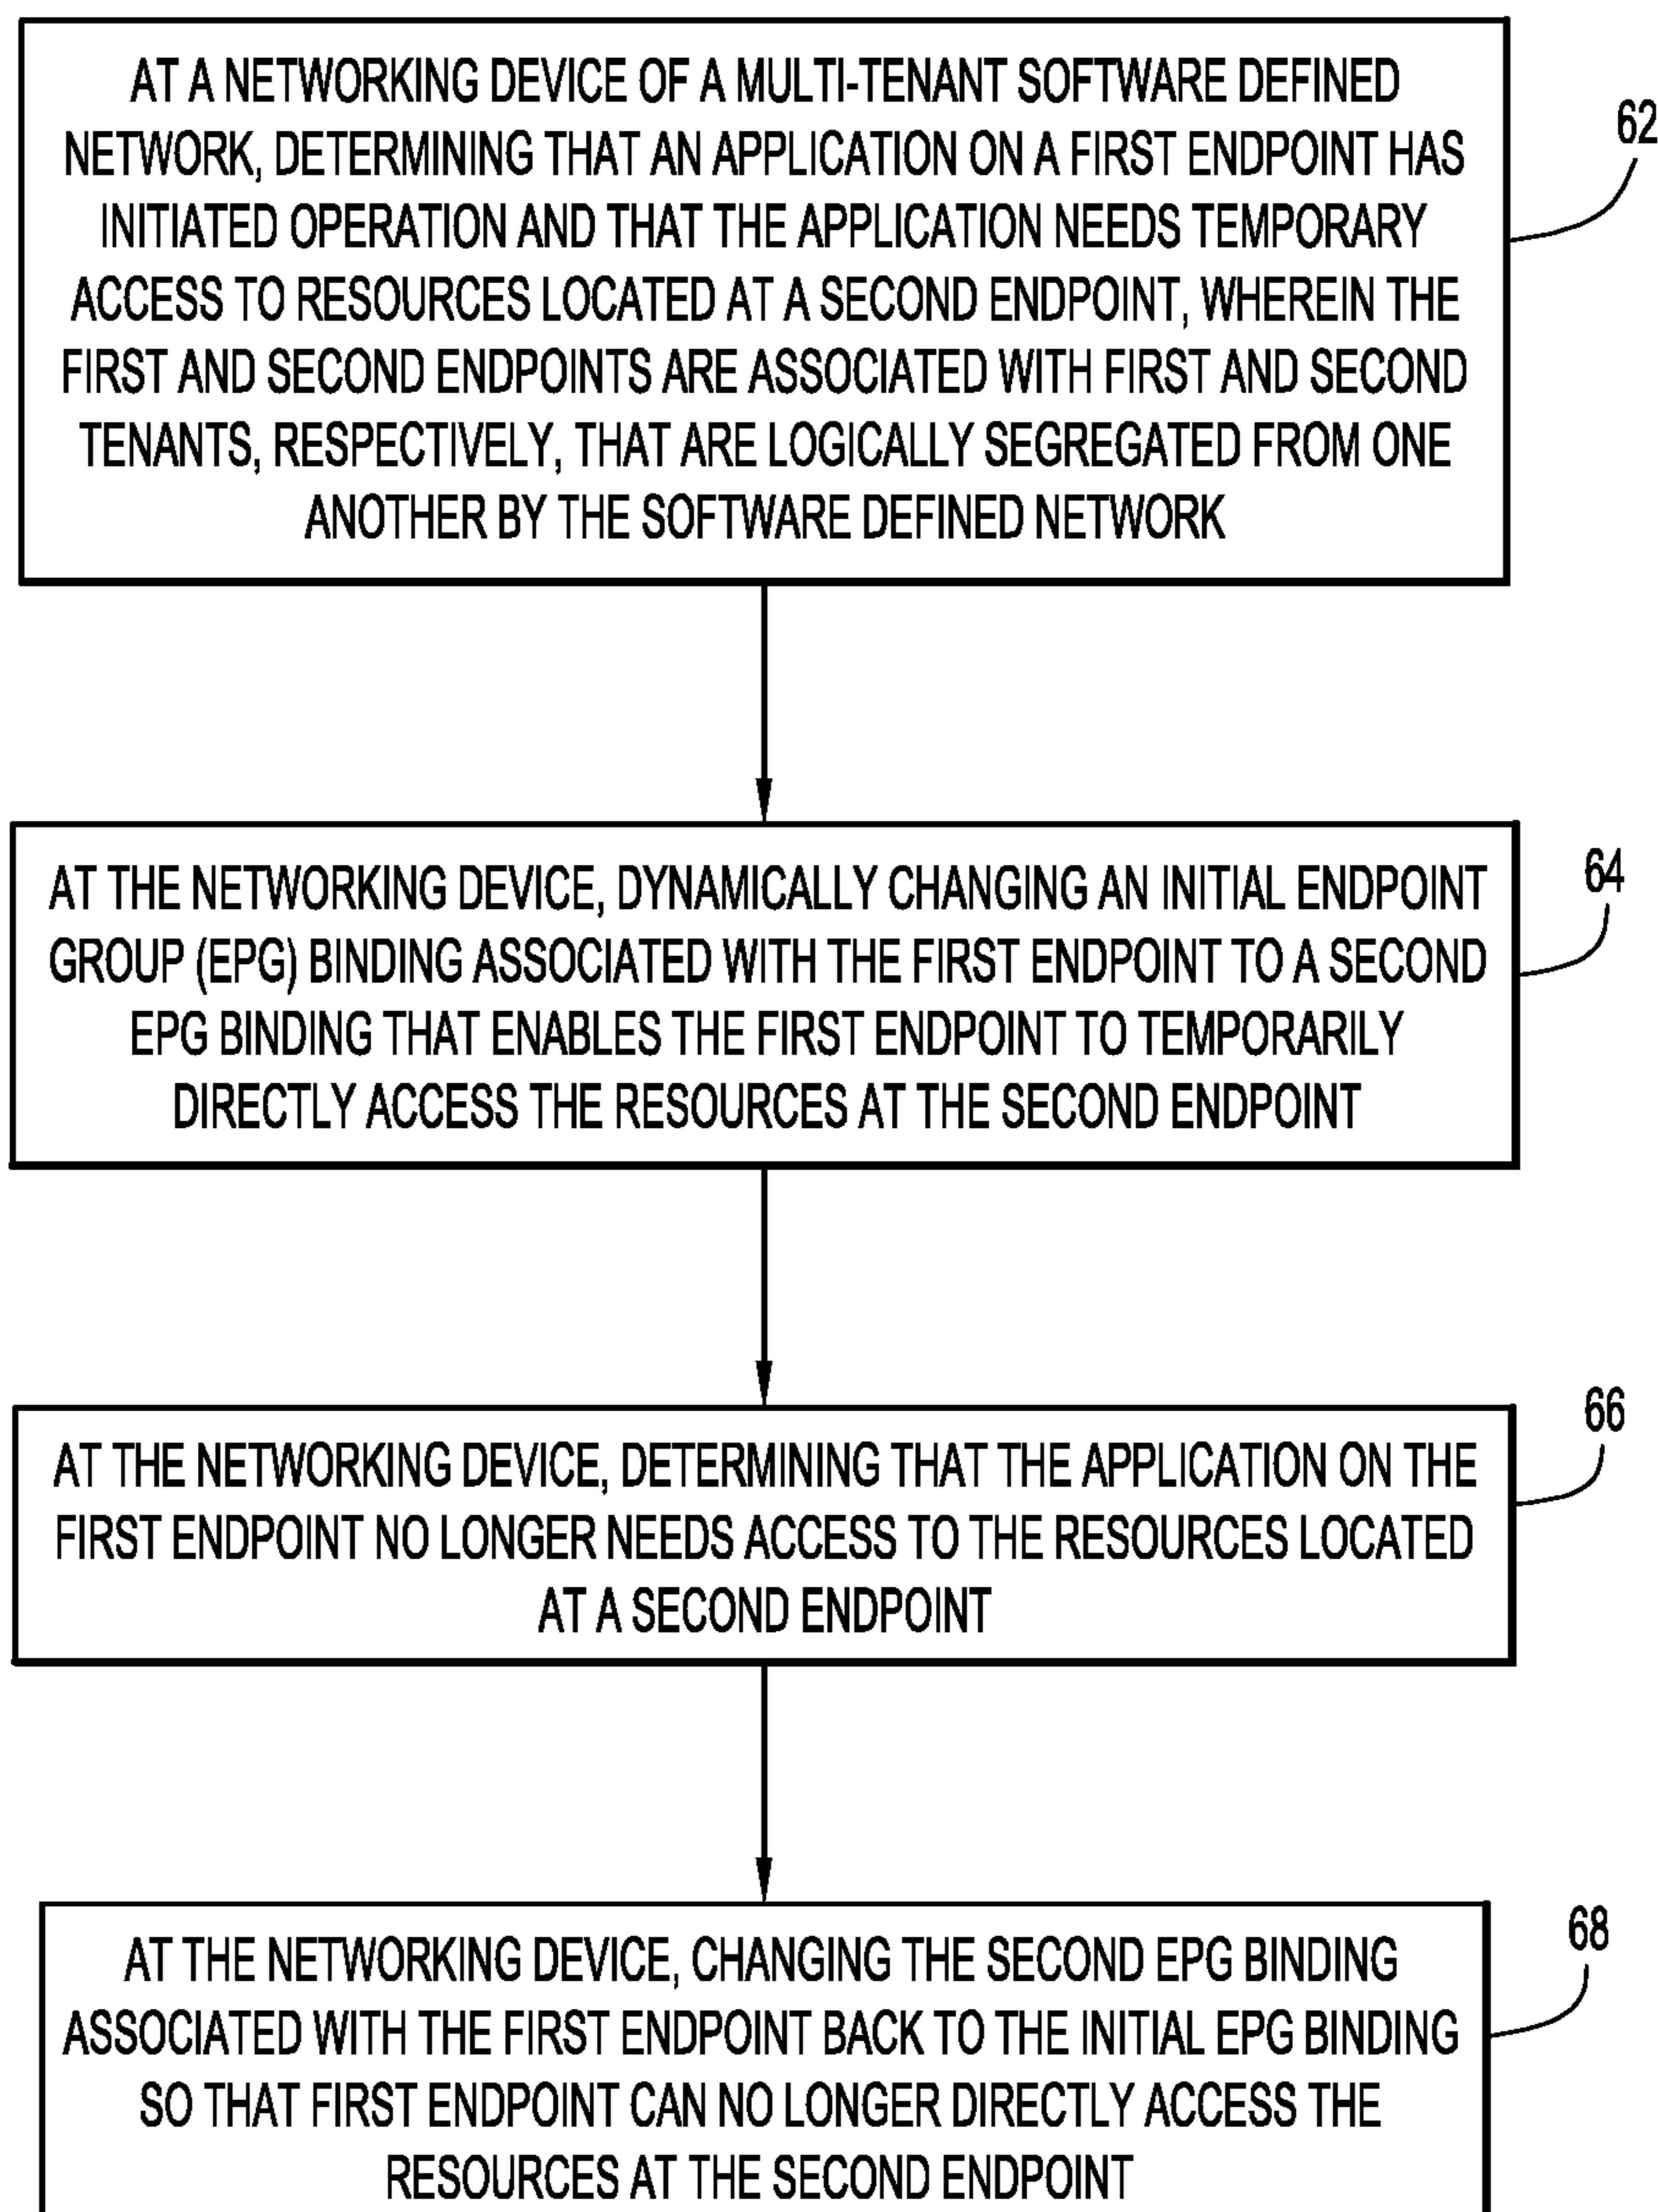 AT A NETWORKING DEVICE OF A MULTI-TENANT SOFTWARE DEFINED
NETWORK, DETERMINING THAT AN APPLICATION ON A FIRST ENDPOINT HAS
INITIATED OPERATION AND THAT THE APPLICATION NEEDS TEMPORARY
ACCESS TO RESOURCES LOCATED AT A SECOND ENDPOINT, WHEREIN THE
FIRST AND SECOND ENDPOINTS ARE ASSOCIATED WITH FIRST AND SECOND
TENANTS, RESPECTIVELY, THAT ARE LOGICALLY SEGREGATED FROM ONE
ANOTHER BY THE SOFTWARE DEFINED NETWORK
62
AT THE NETWORKING DEVICE, DYNAMICALLY CHANGING AN INITIAL ENDPOINT
GROUP (EPG) BINDING ASSOCIATED WITH THE FIRST ENDPOINT TO A SECOND
EPG BINDING THAT ENABLES THE FIRST ENDPOINT TO TEMPORARILY
DIRECTLY ACCESS THE RESOURCES AT THE SECOND ENDPOINT
64
AT THE NETWORKING DEVICE, DETERMINING THAT THE APPLICATION ON THE
FIRST ENDPOINT NO LONGER NEEDS ACCESS TO THE RESOURCES LOCATED
AT A SECOND ENDPOINT
66
AT THE NETWORKING DEVICE, CHANGING THE SECOND EPG BINDING
ASSOCIATED WITH THE FIRST ENDPOINT BACK TO THE INITIAL EPG BINDING
SO THAT FIRST ENDPOINT CAN NO LONGER DIRECTLY ACCESS THE
RESOURCES AT THE SECOND ENDPOINT
68